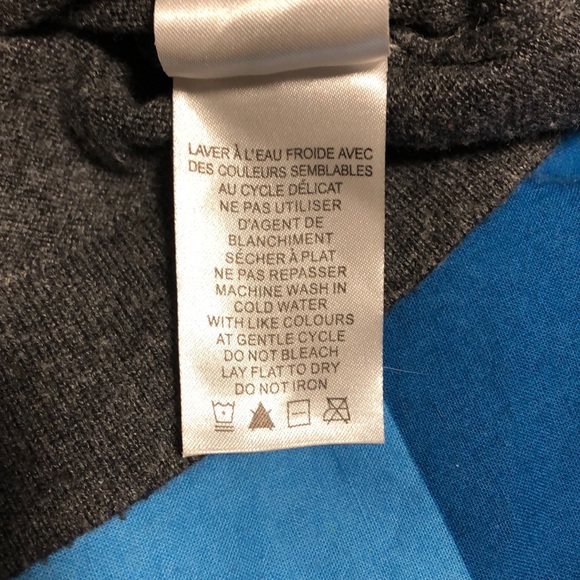 LAVER À L'EAU FROIDE AVEC
DES COULEURS SEMBLABLES
AU CYCLE DÉLICAT
NE PAS UTILISER
D'AGENT DE
BLANCHIMENT
SÉCHER À PLAT
NE PAS REPASSER
MACHINE WASH IN
COLD WATER
WITH LIKE COLOURS
AT GENTLE CYCLE
DO NOT BLEACH
LAY FLAT TO DRY
DO NOT IRON